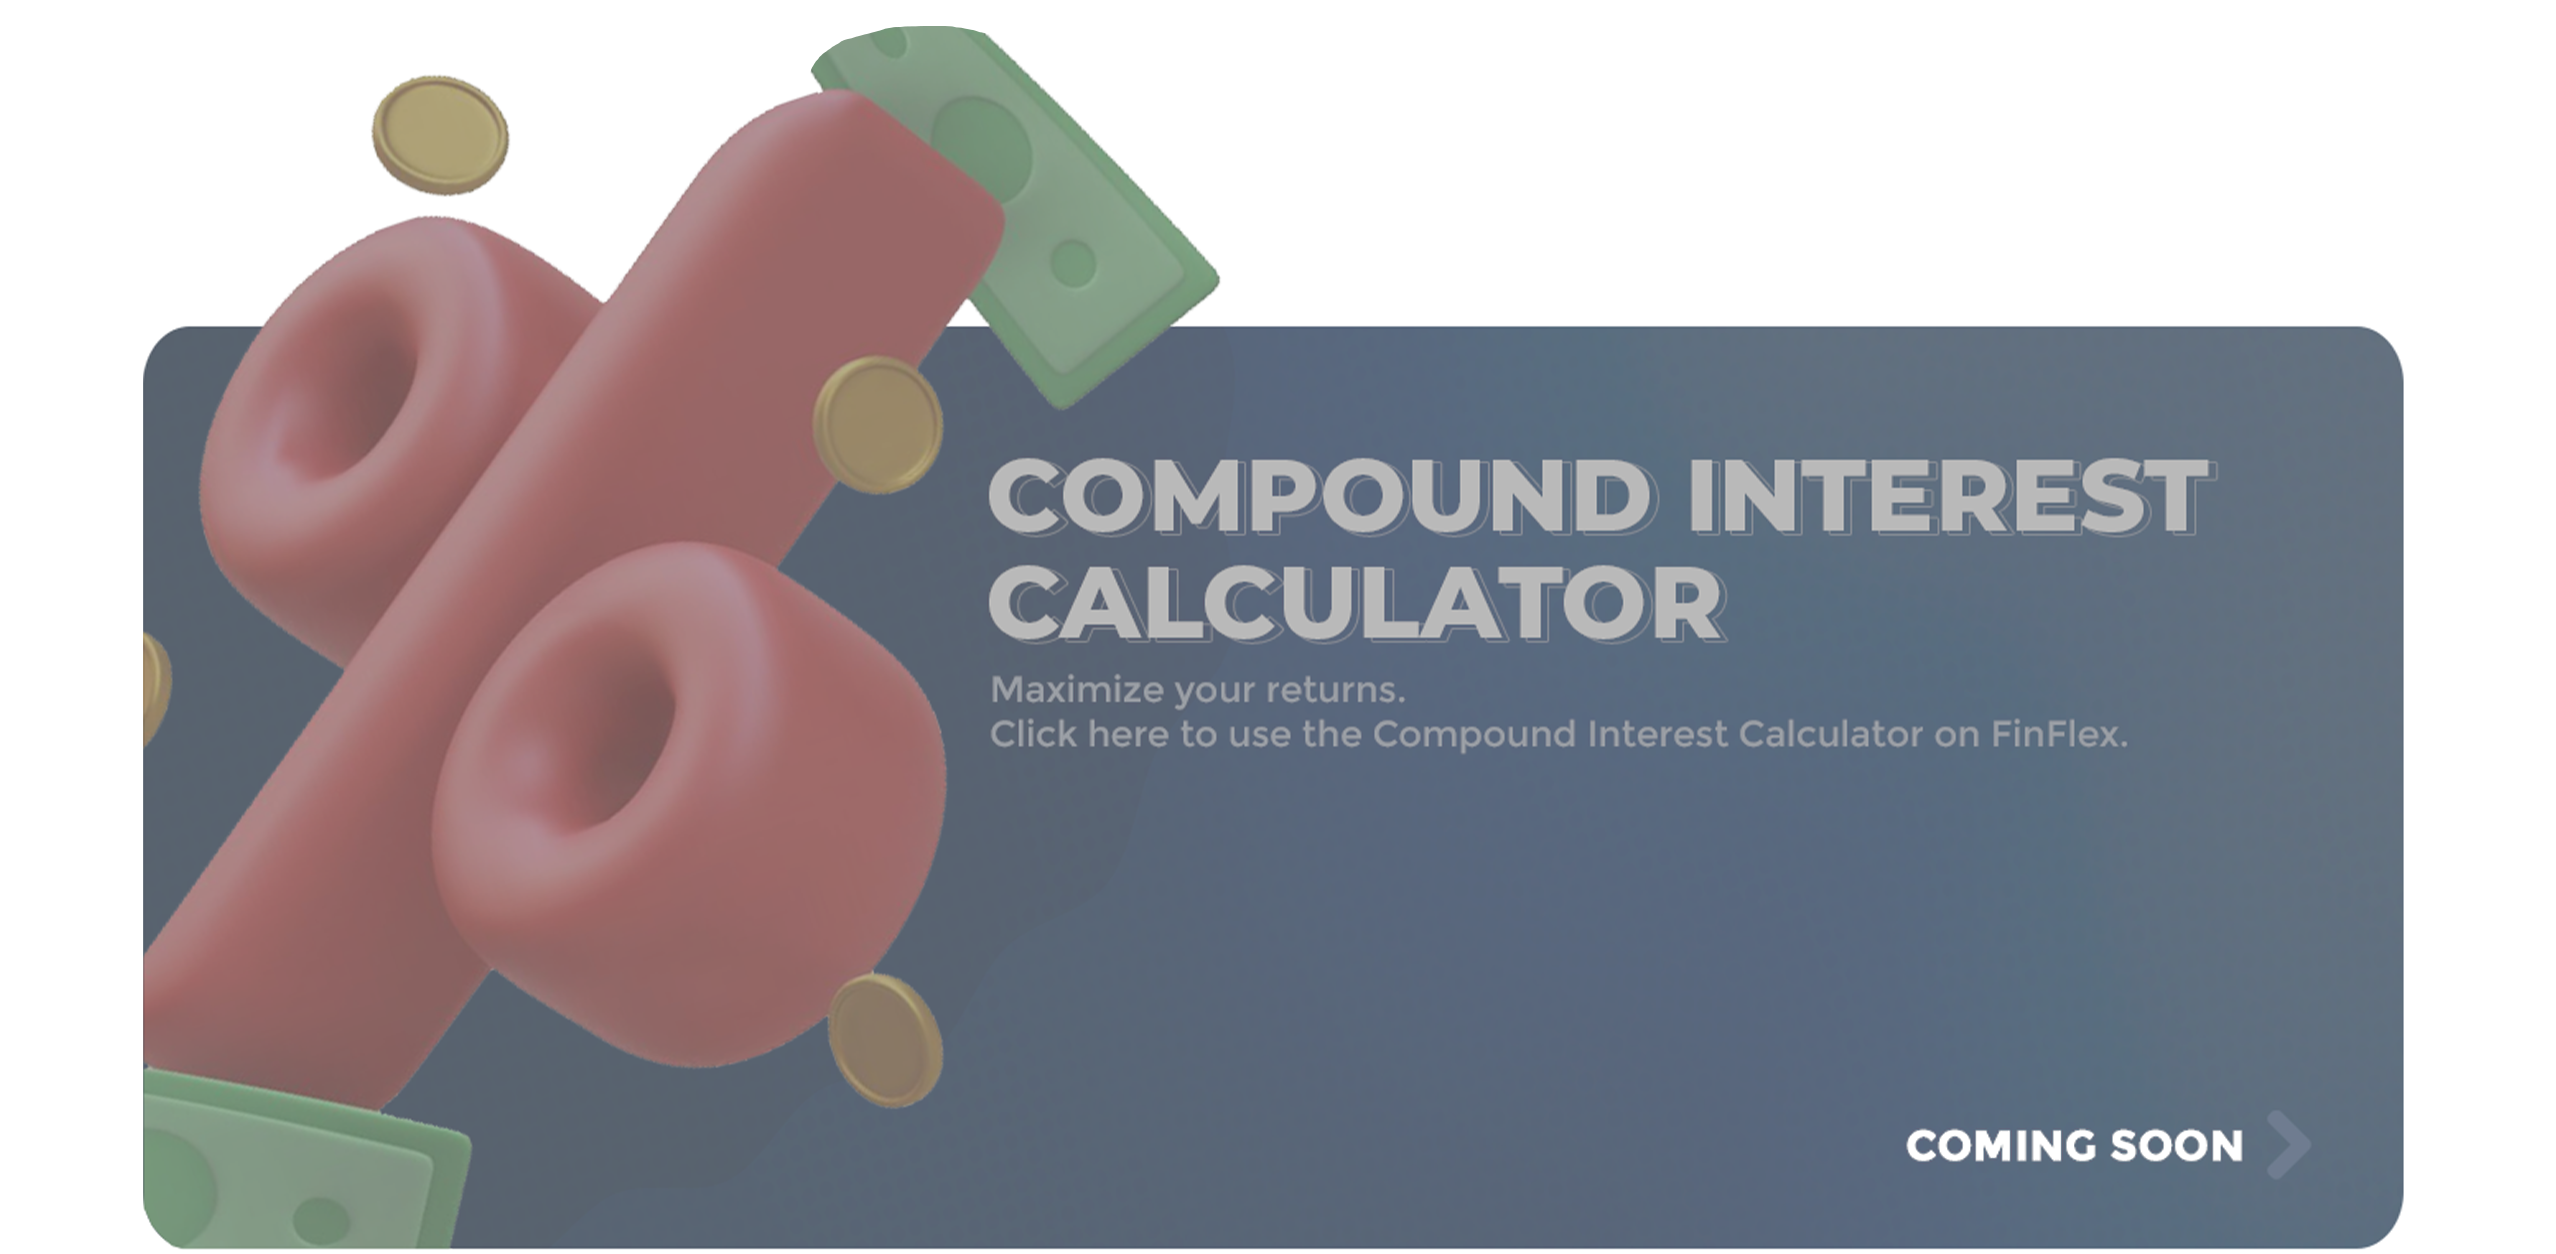 COMPOUND INTEREST
CALCULATOR
Maximize your returns.
Click here to use the Compound Interest Calculator on FinFlex.
COMING SOON